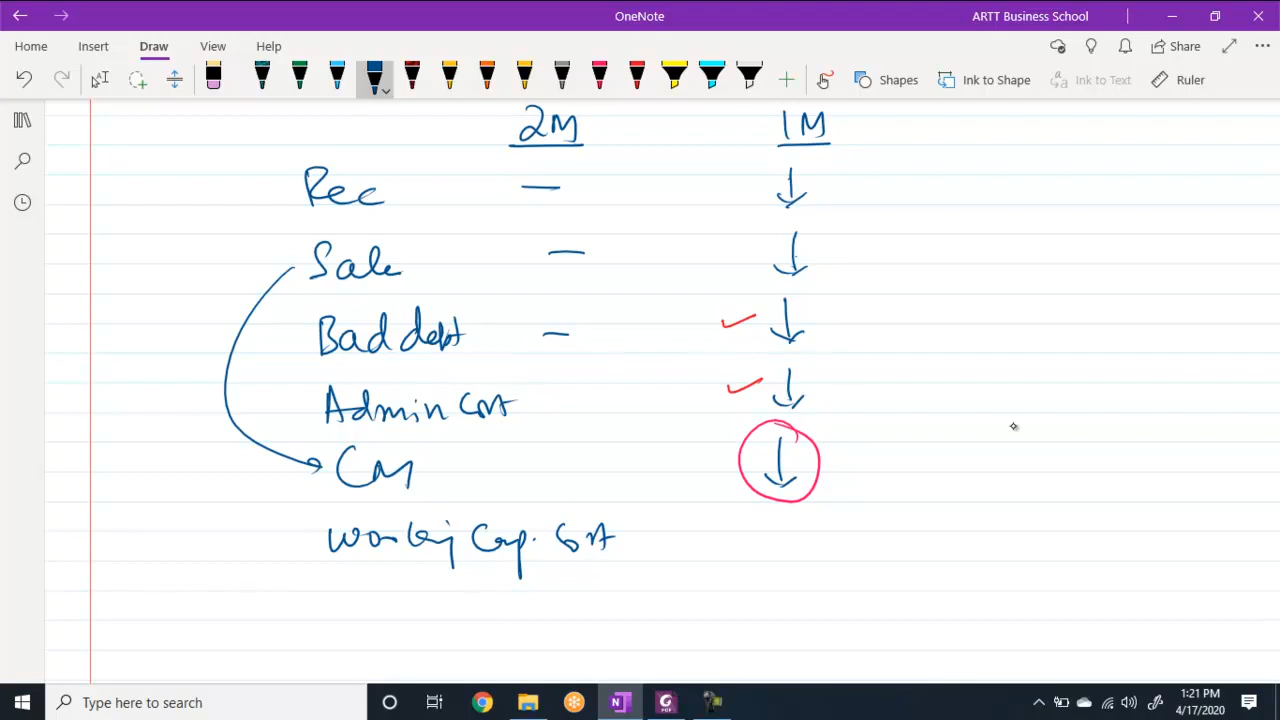 OneNote
ARTT Business School
Home Insert Draw View Help
Share
Shapes
Ink to Shape
Ink to Text
Ruler
2M 1M
Rec — ↓
Sale — ↓
Bad debt — ✓ ↓
Admin Cost ✓ ↓
CM ↓
Working Cap. Cost
Type here to search
PDF
1:21 PM
4/17/2020